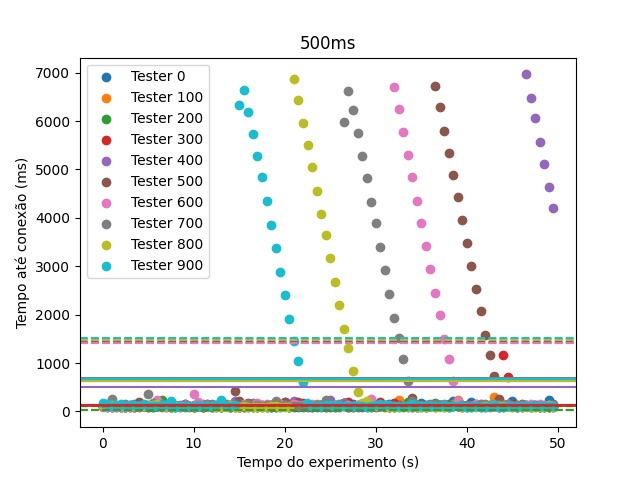 500ms
Tempo até conexão (ms)
7000
6000
5000
4000
3000
2000
1000
0
Tester 0
Tester 100
Tester 200
Tester 300
Tester 400
Tester 500
Tester 600
Tester 700
Tester 800
Tester 900
0 10 20 30 40 50
Tempo do experimento (s)